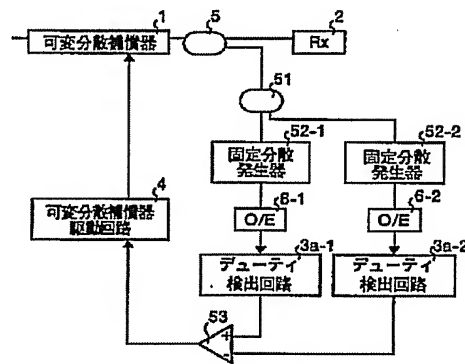 1
5
2
可変分散補償器
Rx
51
52-1
52-2
固定分散
発生器
固定分散
発生器
4
6-1
6-2
可変分散補償器
駆動回路
O/E
O/E
3a-1
3a-2
デューティ
検出回路
デューティ
検出回路
53
+
-